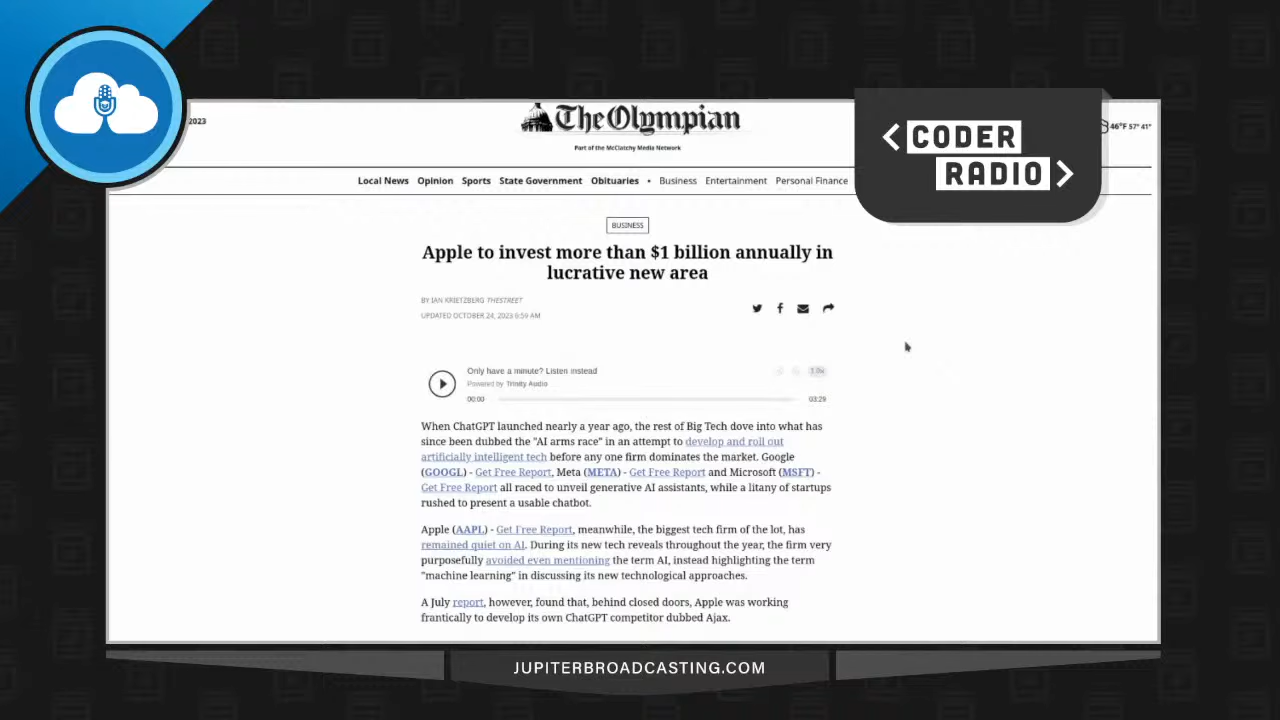 2023
The Olympian
Part of the McClatchy Media Network
46°F 57° 41°
< CODER
RADIO >
Local News Opinion Sports State Government Obituaries • Business Entertainment Personal Finance
BUSINESS
Apple to invest more than $1 billion annually in
lucrative new area
BY IAN KRIETZBERG THESTREET
UPDATED OCTOBER 24, 2023 6:59 AM
Only have a minute? Listen instead
Powered by Trinity Audio
1.0x
00:00
03:29
When ChatGPT launched nearly a year ago, the rest of Big Tech dove into what has
since been dubbed the "AI arms race" in an attempt to develop and roll out
artificially intelligent tech before any one firm dominates the market. Google
(GOOGL) - Get Free Report, Meta (META) - Get Free Report and Microsoft (MSFT) -
Get Free Report all raced to unveil generative AI assistants, while a litany of startups
rushed to present a usable chatbot.
Apple (AAPL) - Get Free Report, meanwhile, the biggest tech firm of the lot, has
remained quiet on AI. During its new tech reveals throughout the year, the firm very
purposefully avoided even mentioning the term AI, instead highlighting the term
"machine learning" in discussing its new technological approaches.
A July report, however, found that, behind closed doors, Apple was working
frantically to develop its own ChatGPT competitor dubbed Ajax.
JUPITERBROADCASTING.COM